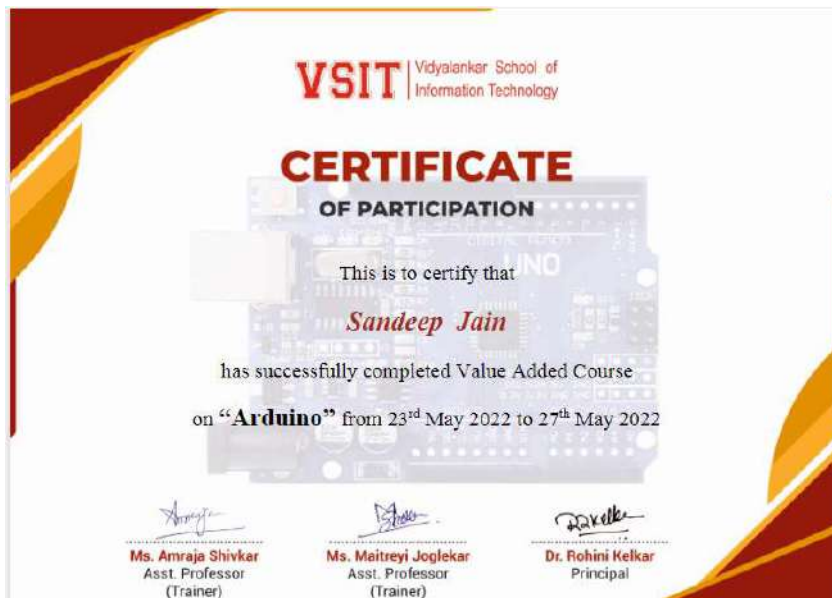 VSIT
Vidyalankar School of
Information Technology
CERTIFICATE
OF PARTICIPATION
UNO
This is to certify that
Sandeep Jain
has successfully completed Value Added Course
on “Arduino” from 23rd May 2022 to 27th May 2022
Ms. Amraja Shivkar
Asst. Professor
(Trainer)
Ms. Maitreyi Joglekar
Asst. Professor
(Trainer)
Dr. Rohini Kelkar
Principal